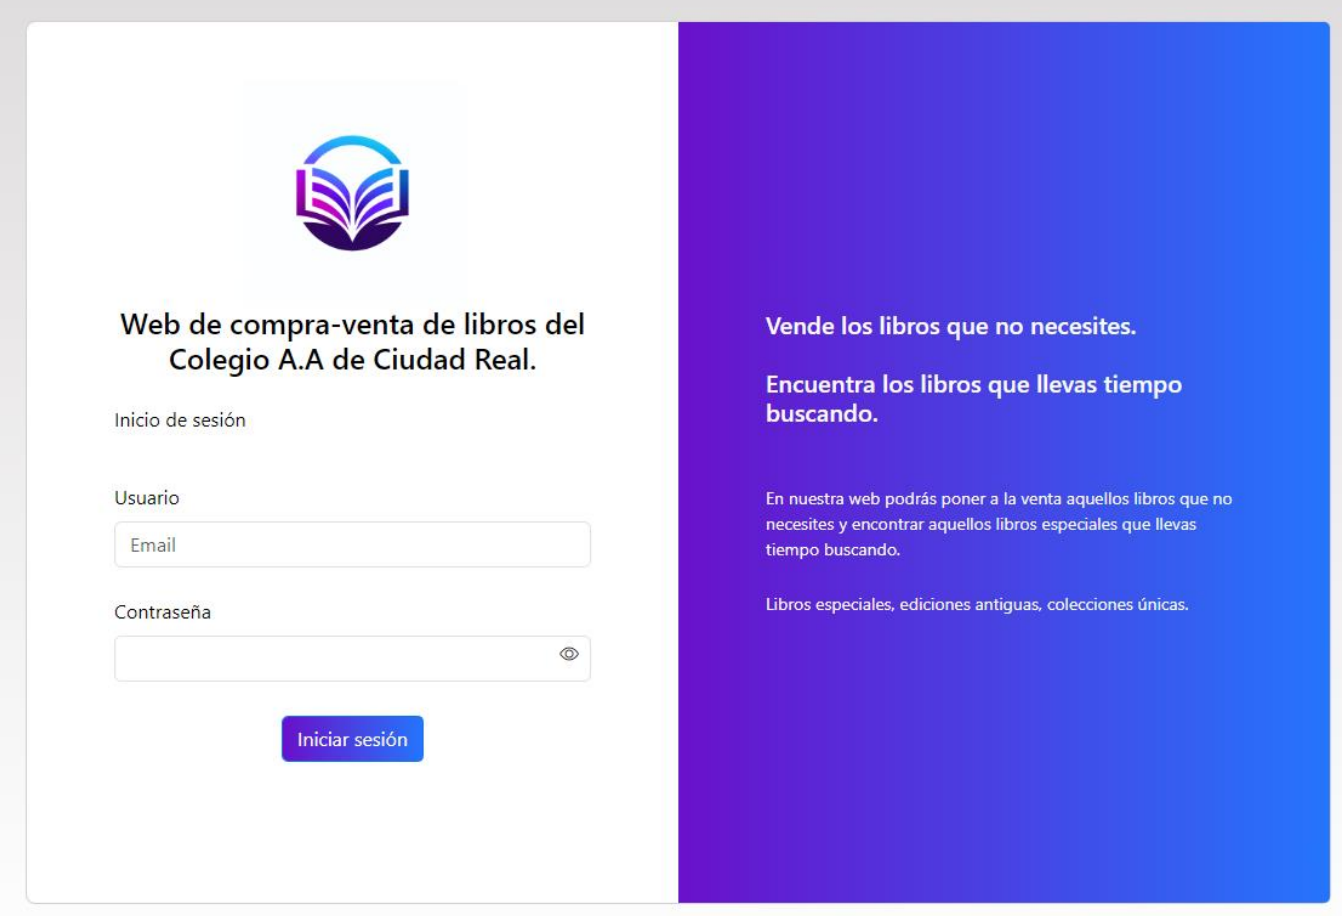 Web de compra-venta de libros del
Colegio A.A de Ciudad Real.
Inicio de sesión
Usuario
Email
Contraseña
Iniciar sesión
Vende los libros que no necesites.
Encuentra los libros que llevas tiempo
buscando.
En nuestra web podrás poner a la venta aquellos libros que no
necesites y encontrar aquellos libros especiales que llevas
tiempo buscando.
Libros especiales, ediciones antiguas, colecciones únicas.